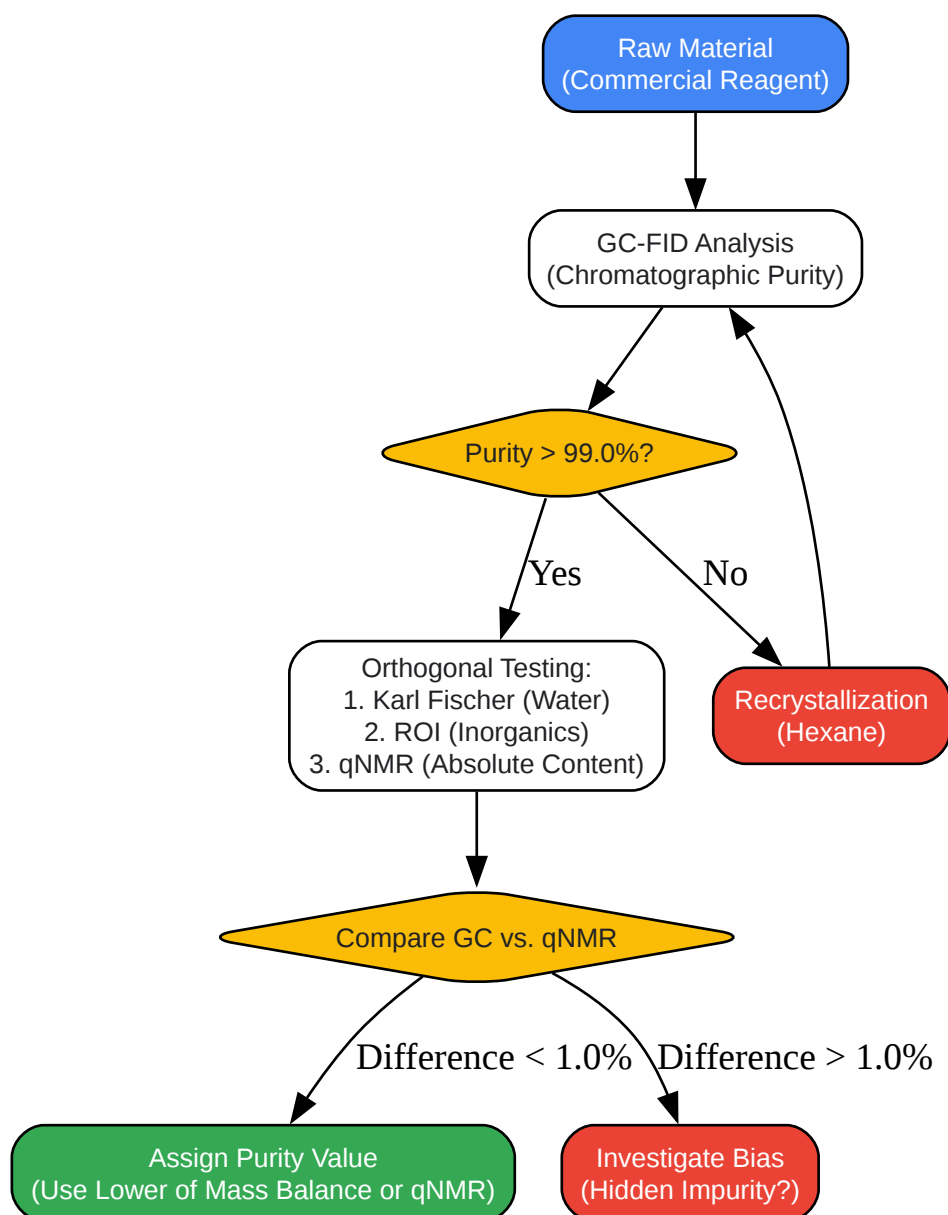 Raw Material
(Commercial Reagent)
GC-FID Analysis
(Chromatographic Purity)
Purity > 99.0%?
Yes
No
Orthogonal Testing:
1. Karl Fischer (Water)
2. ROI (Inorganics)
3. qNMR (Absolute Content)
Recrystallization
(Hexane)
Compare GC vs. qNMR
Difference < 1.0%
Difference > 1.0%
Assign Purity Value
(Use Lower of Mass Balance or qNMR)
Investigate Bias
(Hidden Impurity?)